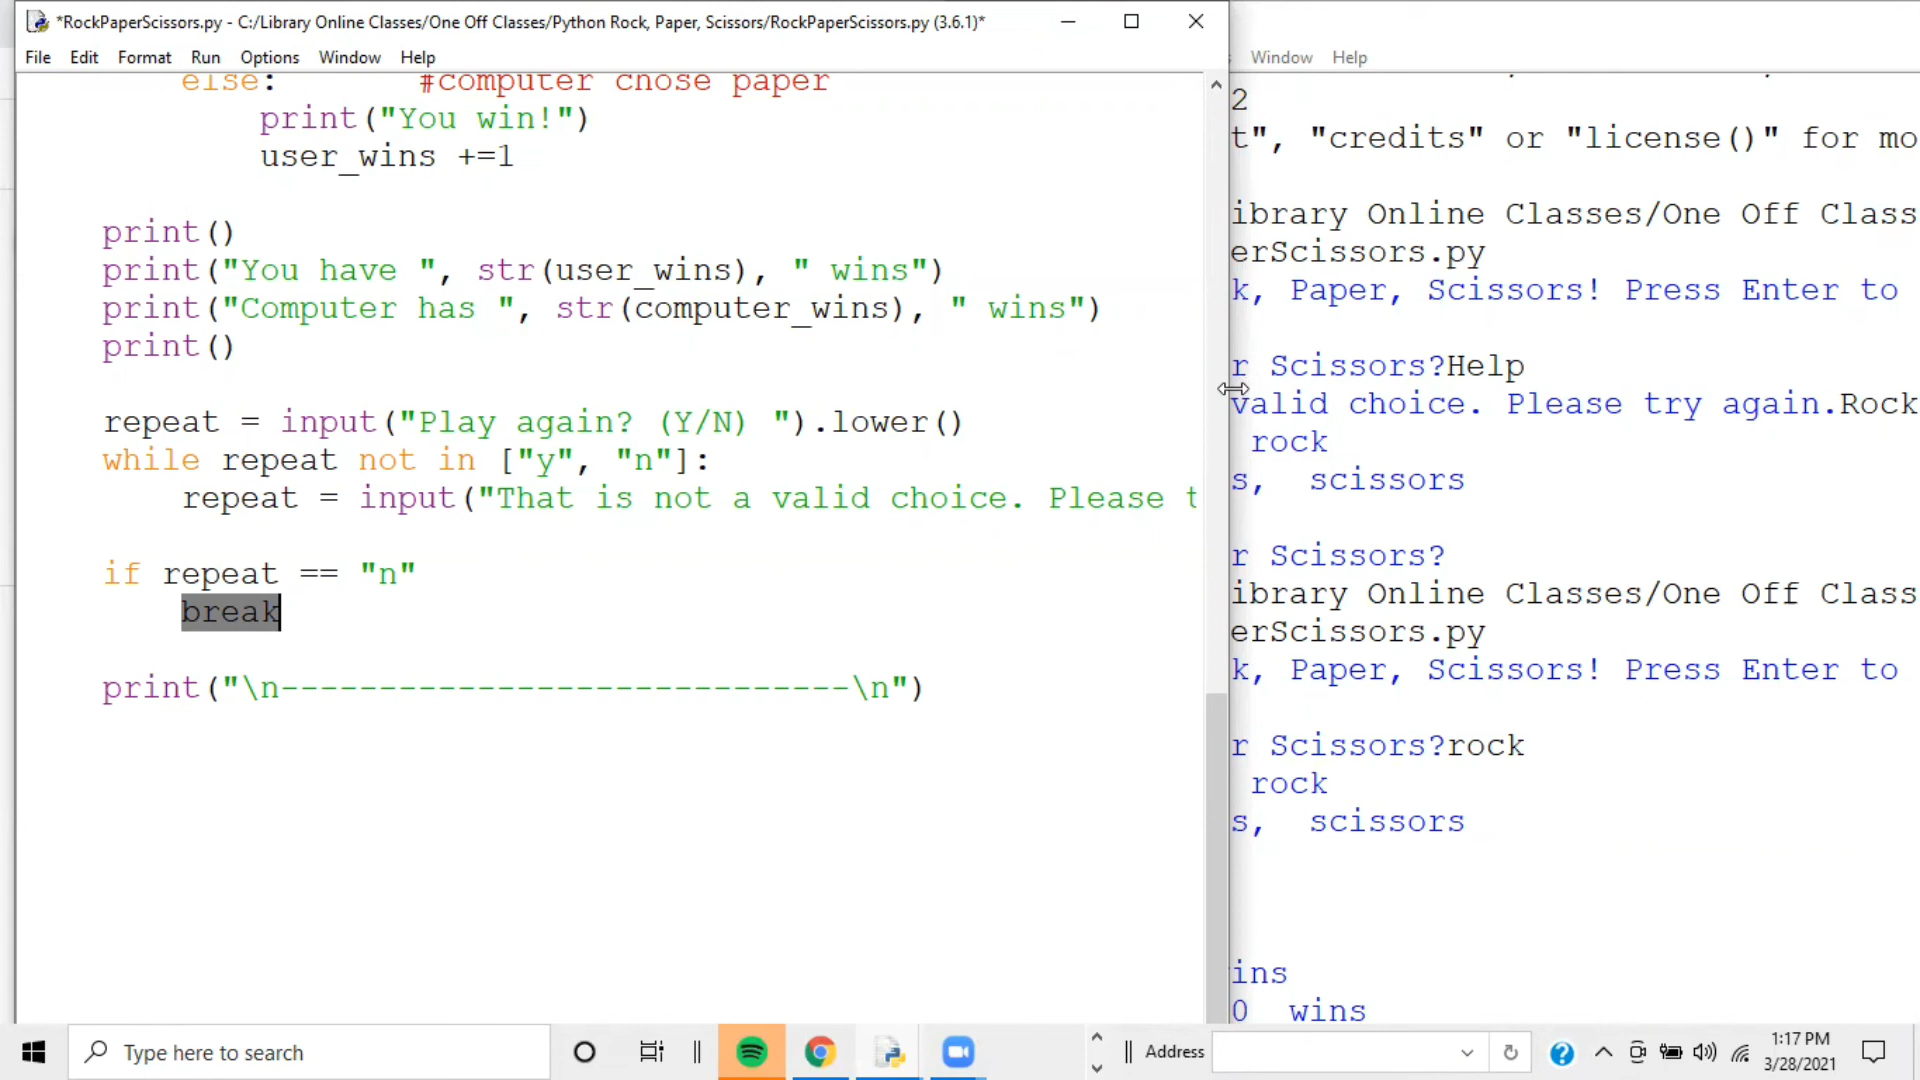 *RockPaperScissors.py - C:/Library Online Classes/One Off Classes/Python Rock, Paper, Scissors/RockPaperScissors.py (3.6.1)*
File Edit Format Run Options Window Help
else: #computer chose paper
print("You win!")
user_wins +=1
print()
print("You have ", str(user_wins), " wins")
print("Computer has ", str(computer_wins), " wins")
print()
repeat = input("Play again? (Y/N) ").lower()
while repeat not in ["y", "n"]:
repeat = input("That is not a valid choice. Please t
if repeat == "n"
break
print("\n-----------------------------\n")
Window Help
2
t", "credits" or "license()" for mo
ibrary Online Classes/One Off Class
erScissors.py
k, Paper, Scissors! Press Enter to
r Scissors?Help
valid choice. Please try again.Rock
rock
s, scissors
r Scissors?
ibrary Online Classes/One Off Classe
erScissors.py
k, Paper, Scissors! Press Enter to
r Scissors?rock
rock
s, scissors
ins
0 wins
Type here to search
Address
1:17 PM
3/28/2021